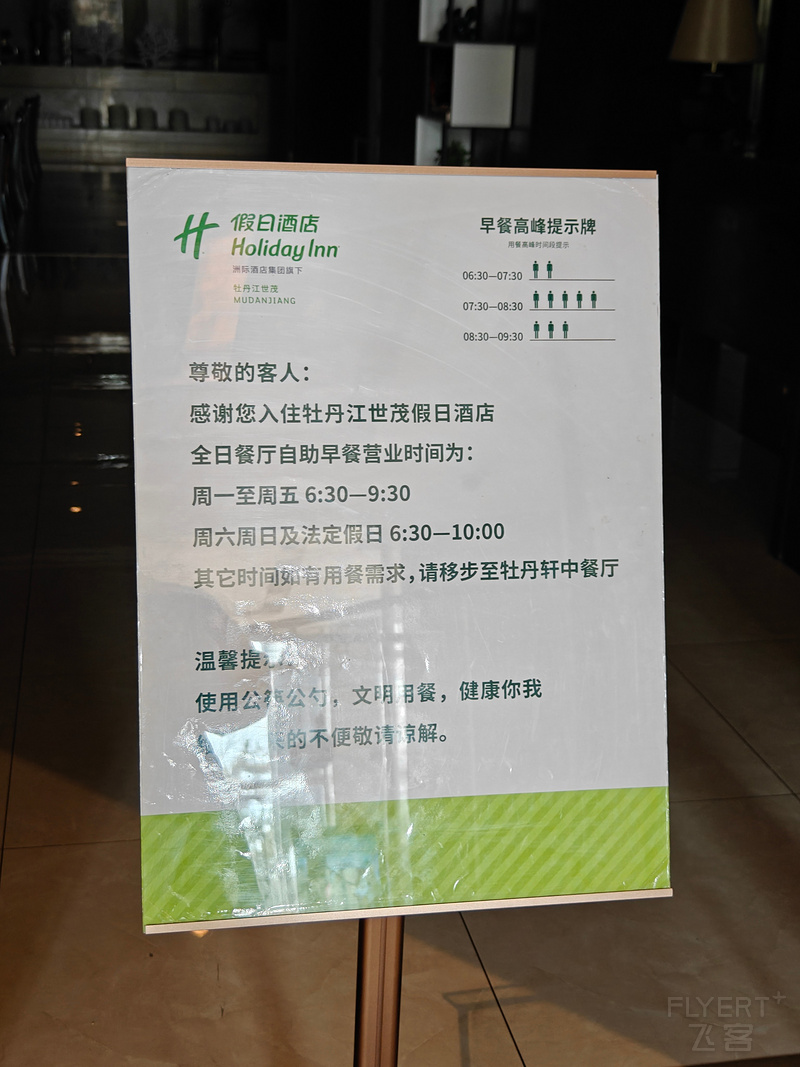 假日酒店
Holiday Inn
洲际酒店集团旗下
牡丹江世茂
MUDANJIANG
早餐高峰提示牌
用餐高峰时间段提示
06:30—07:30
07:30—08:30
08:30—09:30
尊敬的客人：
感谢您入住牡丹江世茂假日酒店
全日餐厅自助早餐营业时间为：
周一至周五 6:30—9:30
周六周日及法定假日 6:30—10:00
其它时间如有用餐需求，请移步至牡丹轩中餐厅
温馨提
使用公筷公勺，文明用餐，健康你我
的不便敬请谅解。
FLYERT+
飞客